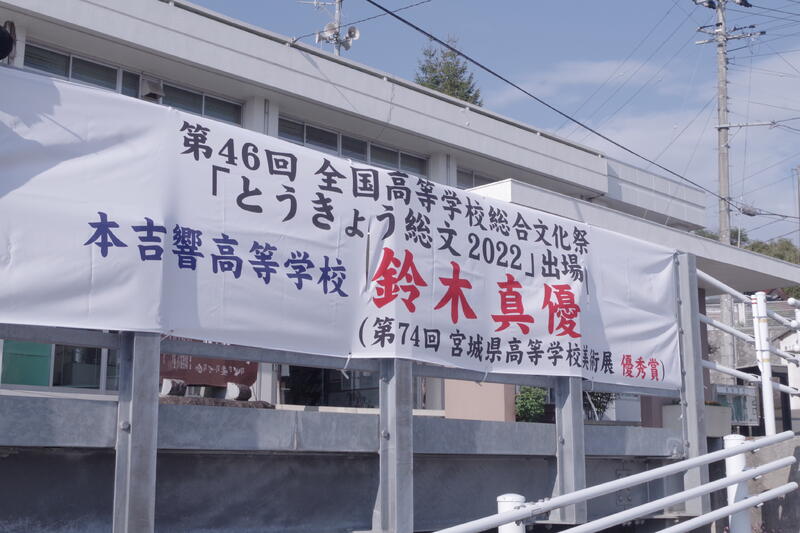 第46回 全国高等学校総合文化祭
「とうきょう総文2022」出場
本吉響高等学校 鈴木真優
(第74回 宮城県高等学校美術展 優秀賞)